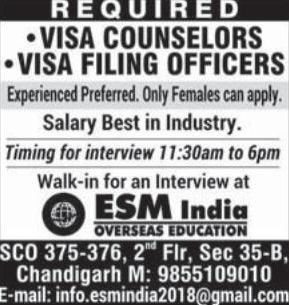 REQUIRED
• VISA COUNSELORS
• VISA FILING OFFICERS
Experienced Preferred. Only Females can apply.
Salary Best in Industry.
Timing for interview 11:30am to 6pm
Walk-in for an Interview at
ESM India
OVERSEAS EDUCATION
SCO 375-376, 2nd Flr, Sec 35-B,
Chandigarh M: 9855109010
E-mail: info.esmindia2018@gmail.com